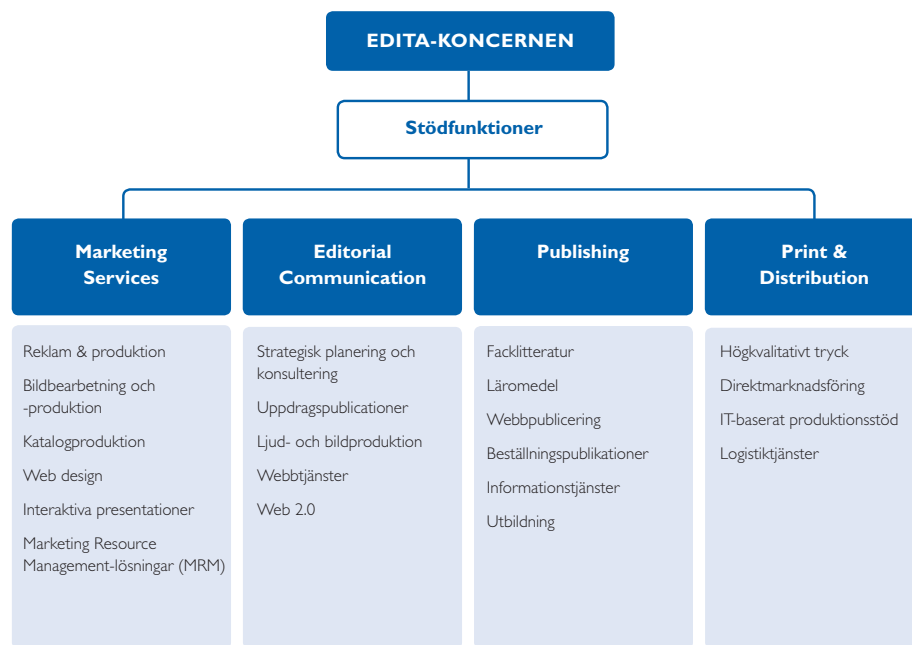 EDITA-KONCERNEN
Stödfunktioner
Marketing
Services
Reklam & produktion
Bildbearbetning och
-produktion
Katalogproduktion
Web design
Interaktiva presentationer
Marketing Resource
Management-lösningar (MRM)
Editorial
Communication
Strategisk planering och
konsultering
Uppdragspublicationer
Ljud- och bildproduktion
Webbtjänster
Web 2.0
Publishing
Facklitteratur
Läromedel
Webbpublicering
Beställningspublikationer
Informationstjänster
Utbildning
Print &
Distribution
Högkvalitativt tryck
Direktmarknadsföring
IT-baserat produktionsstöd
Logistiktjänster